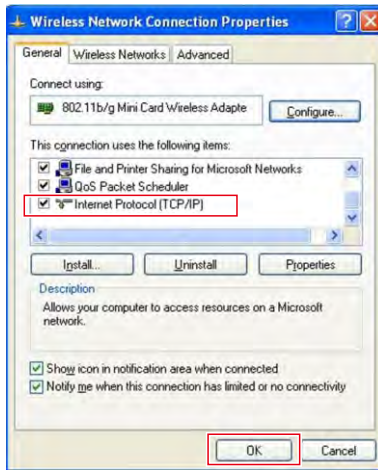 Wireless Network Connection Properties
General Wireless Networks Advanced
Connect using:
802.11b/g Mini Card Wireless Adapte
Configure...
This connection uses the following items:
File and Printer Sharing for Microsoft Networks
QoS Packet Scheduler
Internet Protocol (TCP/IP)
Install... Uninstall Properties
Description
Allows your computer to access resources on a Microsoft
network.
Show icon in notification area when connected
Notify me when this connection has limited or no connectivity
OK Cancel